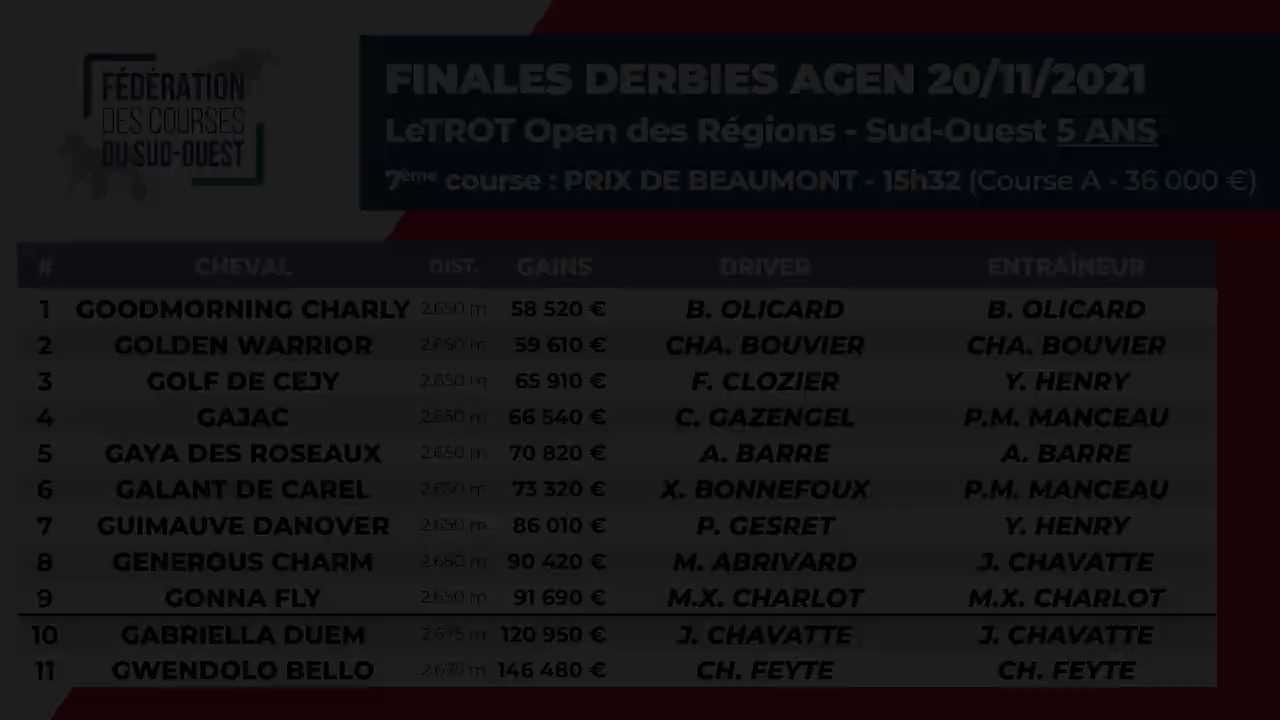 FÉDÉRATION
DES COURSES
DU SUD-OUEST
FINALES DERBIES AGEN 20/11/2021
LeTROT Open des Régions - Sud-Ouest 5 ANS
7ème course : PRIX DE BEAUMONT - 15h32 (Course A - 36 000 €)
# CHEVAL DIST. GAINS DRIVER ENTRAÎNEUR
1 GOODMORNING CHARLY 2.650 m 58 520 € B. OLICARD B. OLICARD
2 GOLDEN WARRIOR 2.650 m 59 610 € CHA. BOUVIER CHA. BOUVIER
3 GOLF DE CEJY 2.650 m 65 910 € F. CLOZIER Y. HENRY
4 GAJAC 2.650 m 66 540 € C. GAZENGEL P.M. MANCEAU
5 GAYA DES ROSEAUX 2.650 m 70 820 € A. BARRE A. BARRE
6 GALANT DE CAREL 2.650 m 73 320 € X. BONNEFOUX P.M. MANCEAU
7 GUIMAUVE DANOVER 2.650 m 86 010 € P. GESRET Y. HENRY
8 GENEROUS CHARM 2.650 m 90 420 € M. ABRIVARD J. CHAVATTE
9 GONNA FLY 2.650 m 91 690 € M.X. CHARLOT M.X. CHARLOT
10 GABRIELLA DUEM 2.675 m 120 950 € J. CHAVATTE J. CHAVATTE
11 GWENDOLO BELLO 2.675 m 146 480 € CH. FEYTE CH. FEYTE